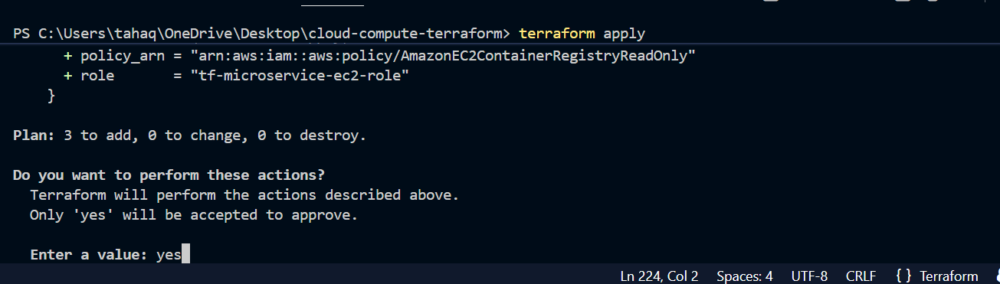 PS C:\Users\tahaq\OneDrive\Desktop\cloud-compute-terraform> terraform apply
+ policy_arn = "arn:aws:iam::aws:policy/AmazonEC2ContainerRegistryReadOnly"
+ role       = "tf-microservice-ec2-role"
}
Plan: 3 to add, 0 to change, 0 to destroy.
Do you want to perform these actions?
Terraform will perform the actions described above.
Only 'yes' will be accepted to approve.
Enter a value: yes
Ln 224, Col 2 Spaces: 4 UTF-8 CRLF {} Terraform